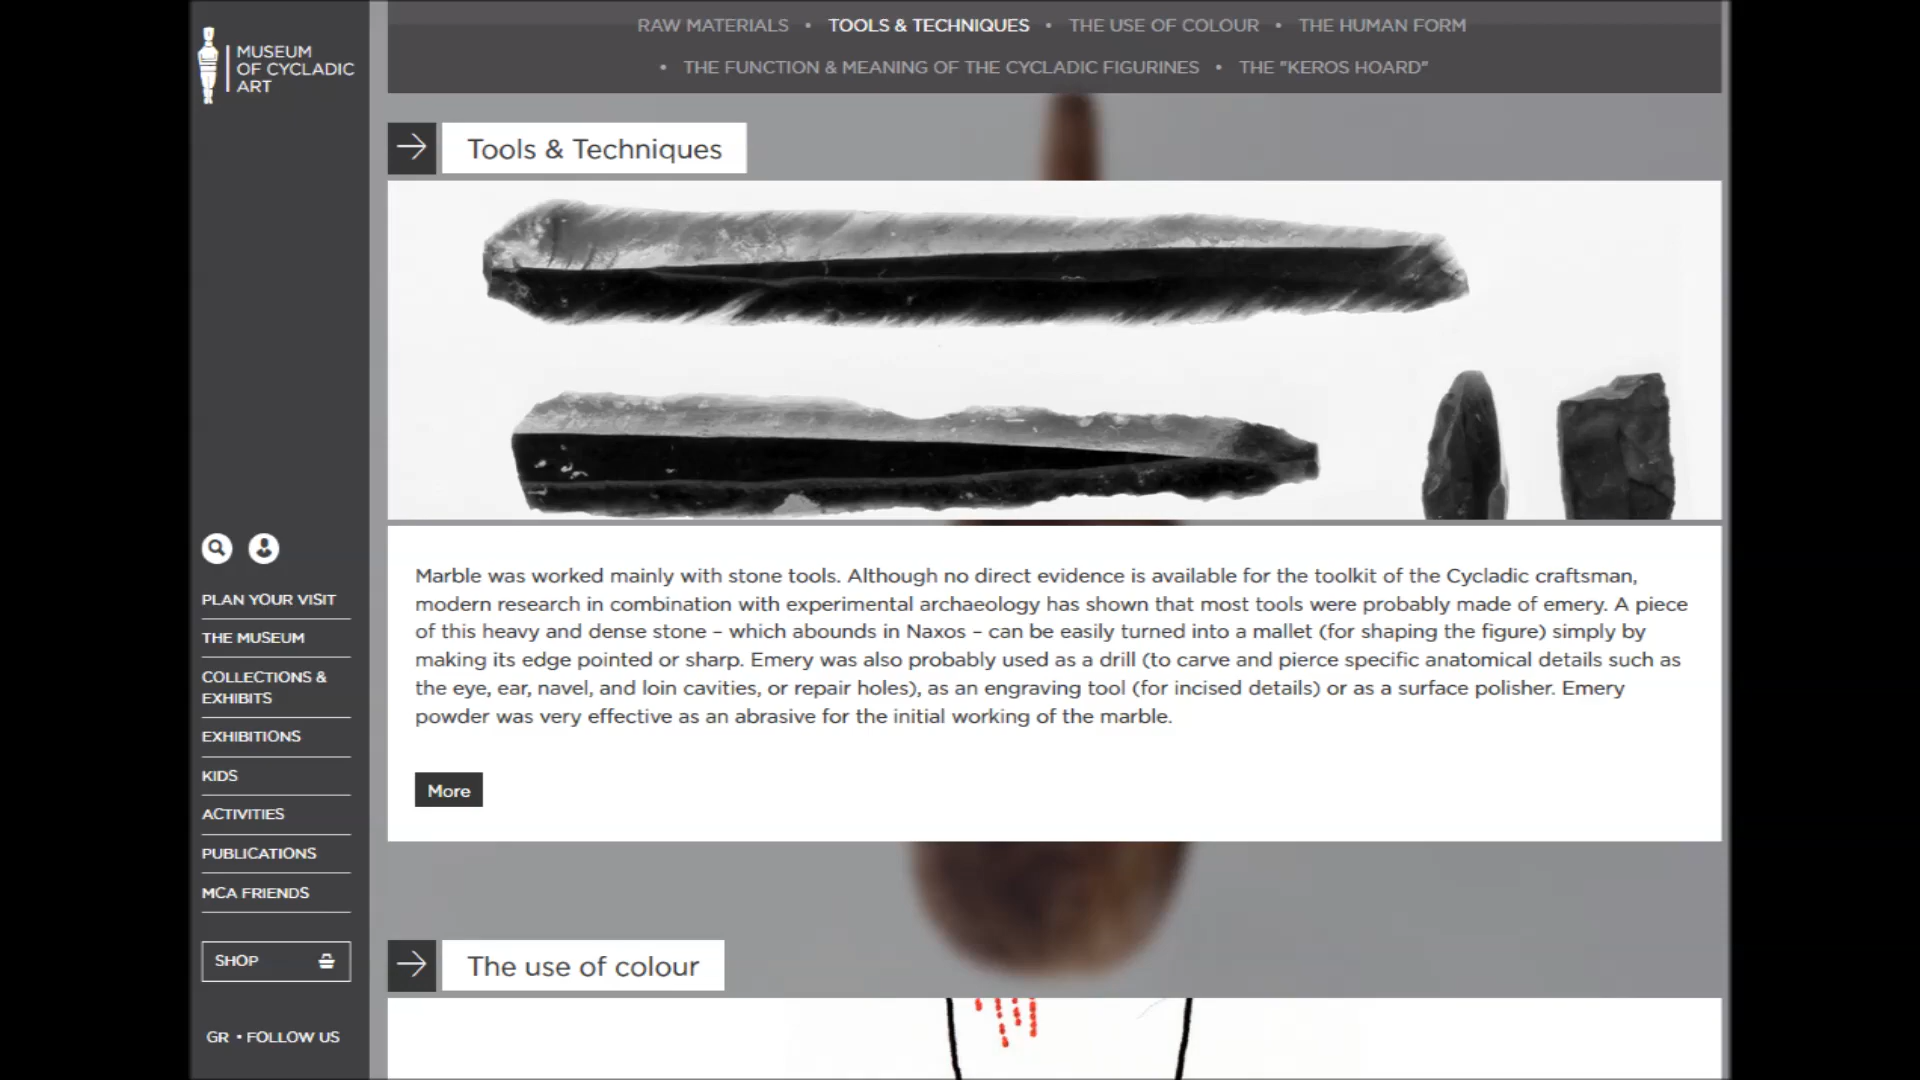 MUSEUM
OF CYCLADIC
ART
RAW MATERIALS • TOOLS & TECHNIQUES • THE USE OF COLOUR • THE HUMAN FORM
• THE FUNCTION & MEANING OF THE CYCLADIC FIGURINES • THE "KEROS HOARD"
Tools & Techniques
Marble was worked mainly with stone tools. Although no direct evidence is available for the toolkit of the Cycladic craftsman,
modern research in combination with experimental archaeology has shown that most tools were probably made of emery. A piece
of this heavy and dense stone – which abounds in Naxos – can be easily turned into a mallet (for shaping the figure) simply by
making its edge pointed or sharp. Emery was also probably used as a drill (to carve and pierce specific anatomical details such as
the eye, ear, navel, and loin cavities, or repair holes), as an engraving tool (for incised details) or as a surface polisher. Emery
powder was very effective as an abrasive for the initial working of the marble.
More
The use of colour
PLAN YOUR VISIT
THE MUSEUM
COLLECTIONS &
EXHIBITS
EXHIBITIONS
KIDS
ACTIVITIES
PUBLICATIONS
MCA FRIENDS
SHOP
GR • FOLLOW US